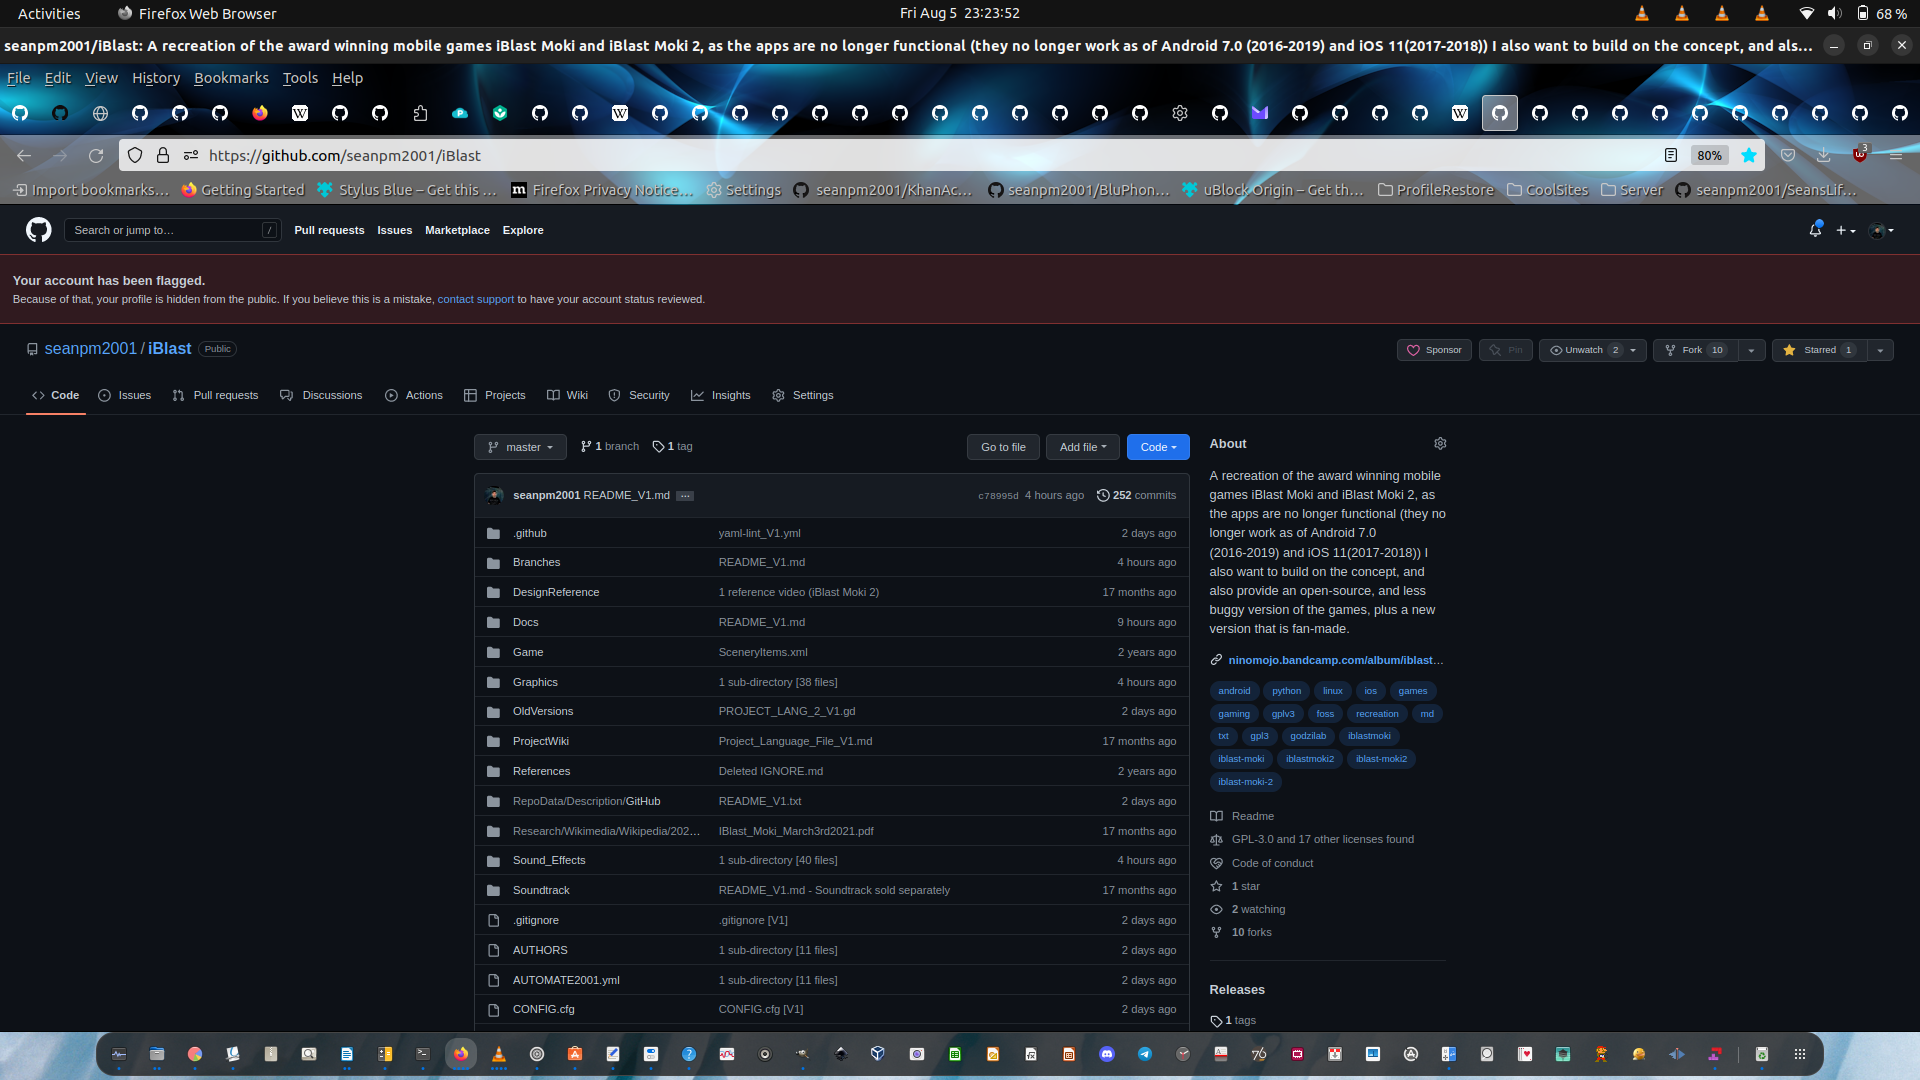 Activities
Firefox Web Browser
Fri Aug 5 23:23:52
68 %
seanpm2001/iBlast: A recreation of the award winning mobile games iBlast Moki and iBlast Moki 2, as the apps are no longer functional (they no longer work as of Android 7.0 (2016-2019) and iOS 11(2017-2018)) I also want to build on the concept, and als...
File Edit View History Bookmarks Tools Help
https://github.com/seanpm2001/iBlast
80%
3
Import bookmarks... Getting Started Stylus Blue – Get this ... Firefox Privacy Notice... Settings seanpm2001/KhanAc... seanpm2001/BluPhon... uBlock Origin – Get th... ProfileRestore CoolSites Server seanpm2001/SeansLif...
Search or jump to... /
Pull requests Issues Marketplace Explore
Your account has been flagged.
Because of that, your profile is hidden from the public. If you believe this is a mistake, contact support to have your account status reviewed.
seanpm2001 / iBlast Public
Sponsor Pin Unwatch 2 Fork 10 Starred 1
Code Issues Pull requests Discussions Actions Projects Wiki Security Insights Settings
master 1 branch 1 tag
Go to file Add file Code
seanpm2001 README_V1.md ... c78995d 4 hours ago 252 commits
.github yaml-lint_V1.yml 2 days ago
Branches README_V1.md 4 hours ago
DesignReference 1 reference video (iBlast Moki 2) 17 months ago
Docs README_V1.md 9 hours ago
Game SceneryItems.xml 2 years ago
Graphics 1 sub-directory [38 files] 4 hours ago
OldVersions PROJECT_LANG_2_V1.gd 2 days ago
ProjectWiki Project_Language_File_V1.md 17 months ago
References Deleted IGNORE.md 2 years ago
RepoData/Description/GitHub README_V1.txt 2 days ago
Research/Wikimedia/Wikipedia/202... IBlast_Moki_March3rd2021.pdf 17 months ago
Sound_Effects 1 sub-directory [40 files] 4 hours ago
Soundtrack README_V1.md - Soundtrack sold separately 17 months ago
.gitignore .gitignore [V1] 2 days ago
AUTHORS 1 sub-directory [11 files] 2 days ago
AUTOMATE2001.yml 1 sub-directory [11 files] 2 days ago
CONFIG.cfg CONFIG.cfg [V1] 2 days ago
About
A recreation of the award winning mobile
games iBlast Moki and iBlast Moki 2, as
the apps are no longer functional (they no
longer work as of Android 7.0
(2016-2019) and iOS 11(2017-2018)) I
also want to build on the concept, and
also provide an open-source, and less
buggy version of the games, plus a new
version that is fan-made.
ninomojo.bandcamp.com/album/iblast...
android python linux ios games
gaming gplv3 foss recreation md
txt gpl3 godzilab iblastmoki
iblast-moki iblastmoki2 iblast-moki2
iblast-moki-2
Readme
GPL-3.0 and 17 other licenses found
Code of conduct
1 star
2 watching
10 forks
Releases
1 tags